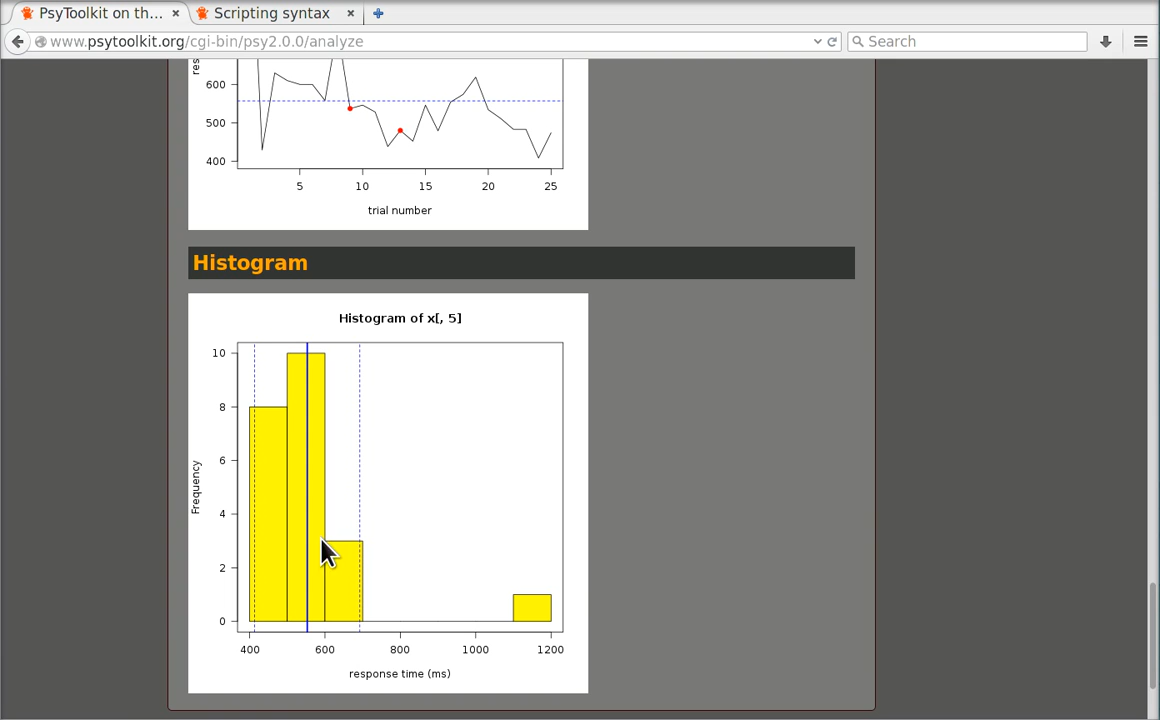 PsyToolkit on th...
Scripting syntax
www.psytoolkit.org/cgi-bin/psy2.0.0/analyze
Search
res
600
500
400
5 10 15 20 25
trial number
Histogram
Histogram of x[, 5]
Frequency
10
8
6
4
2
0
400 600 800 1000 1200
response time (ms)